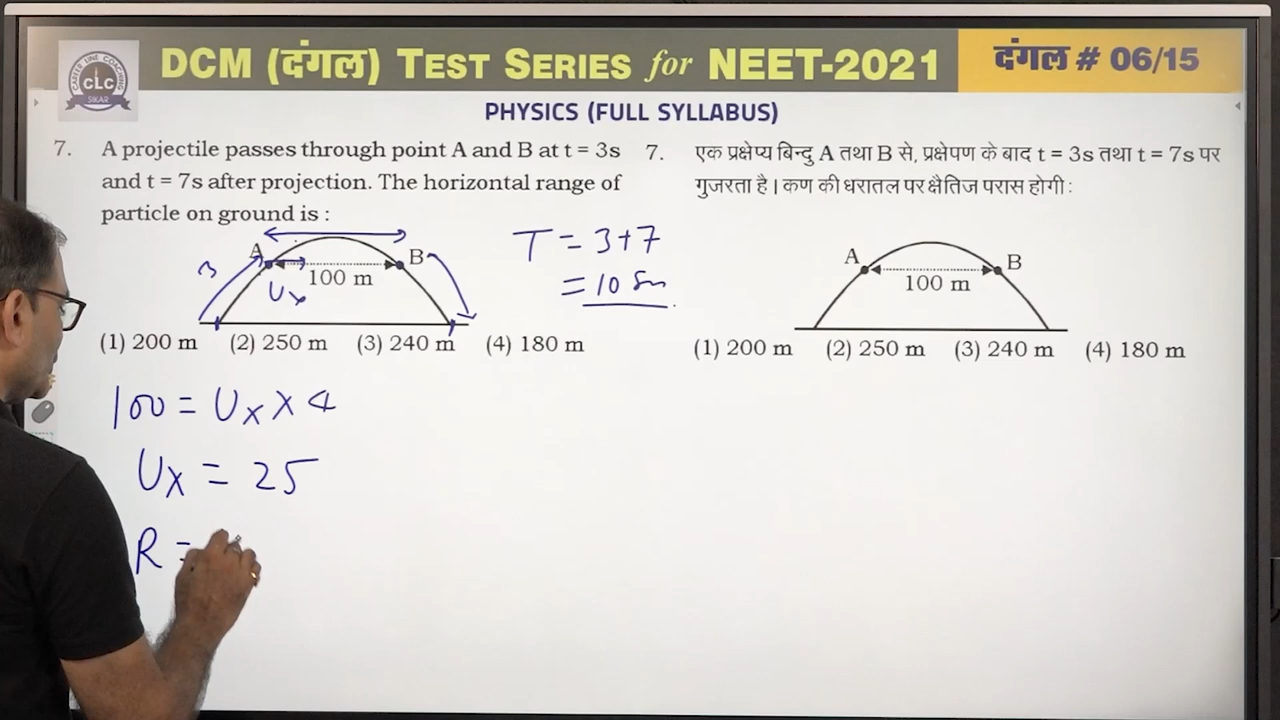 CAREER LINE COACHING
CLC
SIKAR
DCM (दंगल) TEST SERIES for NEET-2021
दंगल # 06/15
PHYSICS (FULL SYLLABUS)
7. A projectile passes through point A and B at t = 3s
and t = 7s after projection. The horizontal range of
particle on ground is :
A
B
100 m
3
Ux
(1) 200 m (2) 250 m (3) 240 m (4) 180 m
T = 3+7
= 10 Sec
100 = Ux x 4
Ux = 25
R =
7. एक प्रक्षेप्य बिन्दु A तथा B से, प्रक्षेपण के बाद t = 3s तथा t = 7s पर
गुजरता है। कण की धरातल पर क्षैतिज परास होगी :
A
B
100 m
(1) 200 m (2) 250 m (3) 240 m (4) 180 m